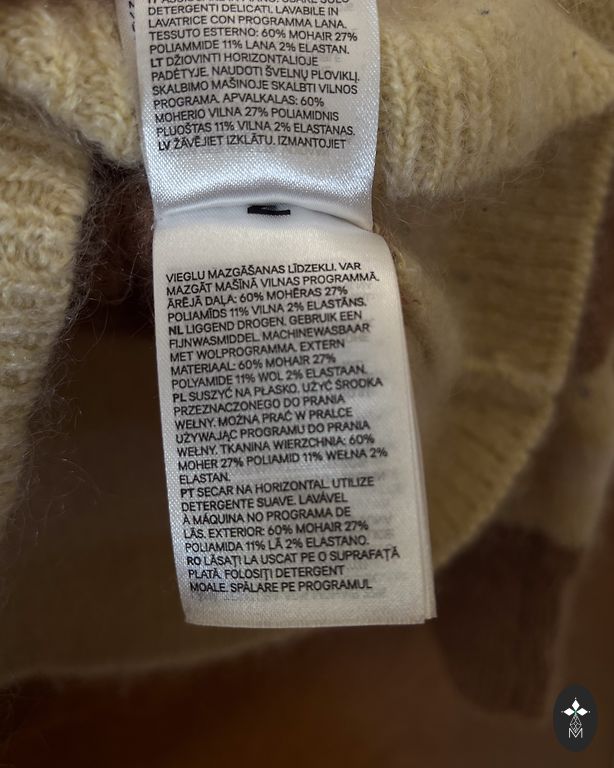 DETERGENTI DELICATI. LAVABILE IN
LAVATRICE CON PROGRAMMA LANA.
TESSUTO ESTERNO: 60% MOHAIR 27%
POLIAMMIDE 11% LANA 2% ELASTAN.
LT DŽIOVINTI HORIZONTALIOJE
PADĖTYJE. NAUDOTI ŠVELNŲ PLOVIKLĮ.
SKALBIMO MAŠINOJE SKALBTI VILNOS
PROGRAMA. APVALKALAS: 60%
MOHERIO VILNA 27% POLIAMIDNIS
PLUOŠTAS 11% VILNA 2% ELASTANAS.
LV ŽĀVĒJIET IZKLĀTU. IZMANTOJIET
VIEGLU MAZGĀŠANAS LĪDZEKLI. VAR
MAZGĀT MAŠĪNĀ VILNAS PROGRAMMĀ.
ĀRĒJĀ DAĻA: 60% MOHĒRAS 27%
POLIAMĪDS 11% VILNA 2% ELASTĀNS.
NL LIGGEND DROGEN. GEBRUIK EEN
FIJNWASMIDDEL. MACHINEWASBAAR
MET WOLPROGRAMMA. EXTERN
MATERIAAL: 60% MOHAIR 27%
POLYAMIDE 11% WOL 2% ELASTAAN.
PL SUSZYĆ NA PŁASKO. UŻYĆ ŚRODKA
PRZEZNACZONEGO DO PRANIA
WEŁNY. MOŻNA PRAĆ W PRALCE
UŻYWAJĄC PROGRAMU DO PRANIA
WEŁNY. TKANINA WIERZCHNIA: 60%
MOHER 27% POLIAMID 11% WEŁNA 2%
ELASTAN.
PT SECAR NA HORIZONTAL. UTILIZE
DETERGENTE SUAVE. LAVÁVEL
À MÁQUINA NO PROGRAMA DE
LÃS. EXTERIOR: 60% MOHAIR 27%
POLIAMIDA 11% LÃ 2% ELASTANO.
RO LĂSAȚI LA USCAT PE O SUPRAFAȚĂ
PLATĂ. FOLOSIȚI DETERGENT
MOALE. SPĂLARE PE PROGRAMUL
M